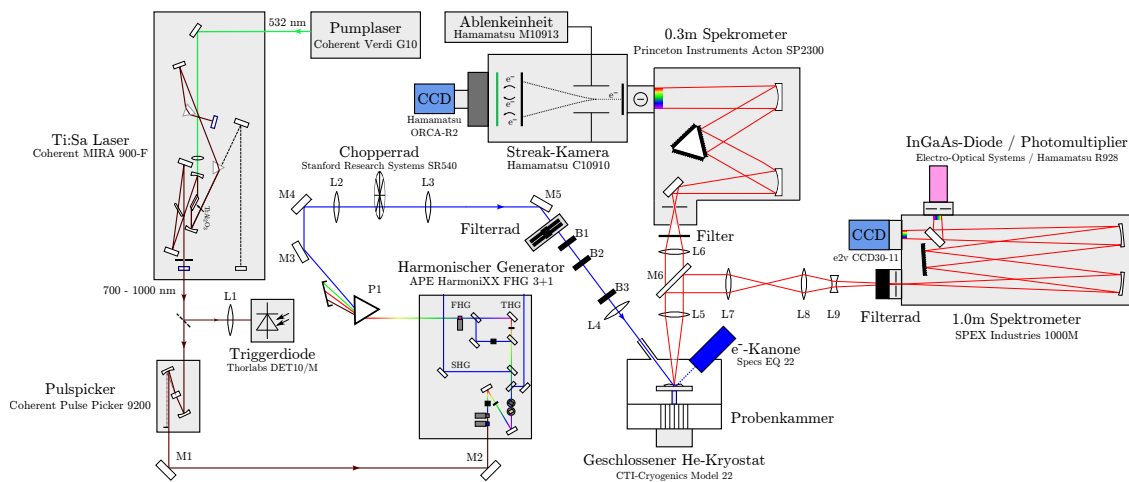 532 nm
Pumplaser
Coherent Verdi G10
Ablenkeinheit
Hamamatsu M10913
0.3m Spekrometer
Princeton Instruments Acton SP2300
CCD
Hamamatsu
ORCA-R2
e⁻
e⁻
e⁻
e⁻
Streak-Kamera
Hamamatsu C10910
Ti:Sa Laser
Coherent MIRA 900-F
Ti:Al₂O₃
Chopperrad
Stanford Research Systems SR540
M4
L2
L3
M5
M3
Filterrad
B1
B2
B3
L4
InGaAs-Diode / Photomultiplier
Electro-Optical Systems / Hamamatsu R928
CCD
e2v CCD30-11
Filter
L6
M6
L5
L7
L8
L9
Filterrad
1.0m Spektrometer
SPEX Industries 1000M
700 - 1000 nm
L1
Triggerdiode
Thorlabs DET10/M
P1
Harmonischer Generator
APE HarmoniXX FHG 3+1
FHG
THG
SHG
e⁻-Kanone
Specs EQ 22
Pulspicker
Coherent Pulse Picker 9200
M1
M2
Probenkammer
Geschlossener He-Kryostat
CTI-Cryogenics Model 22